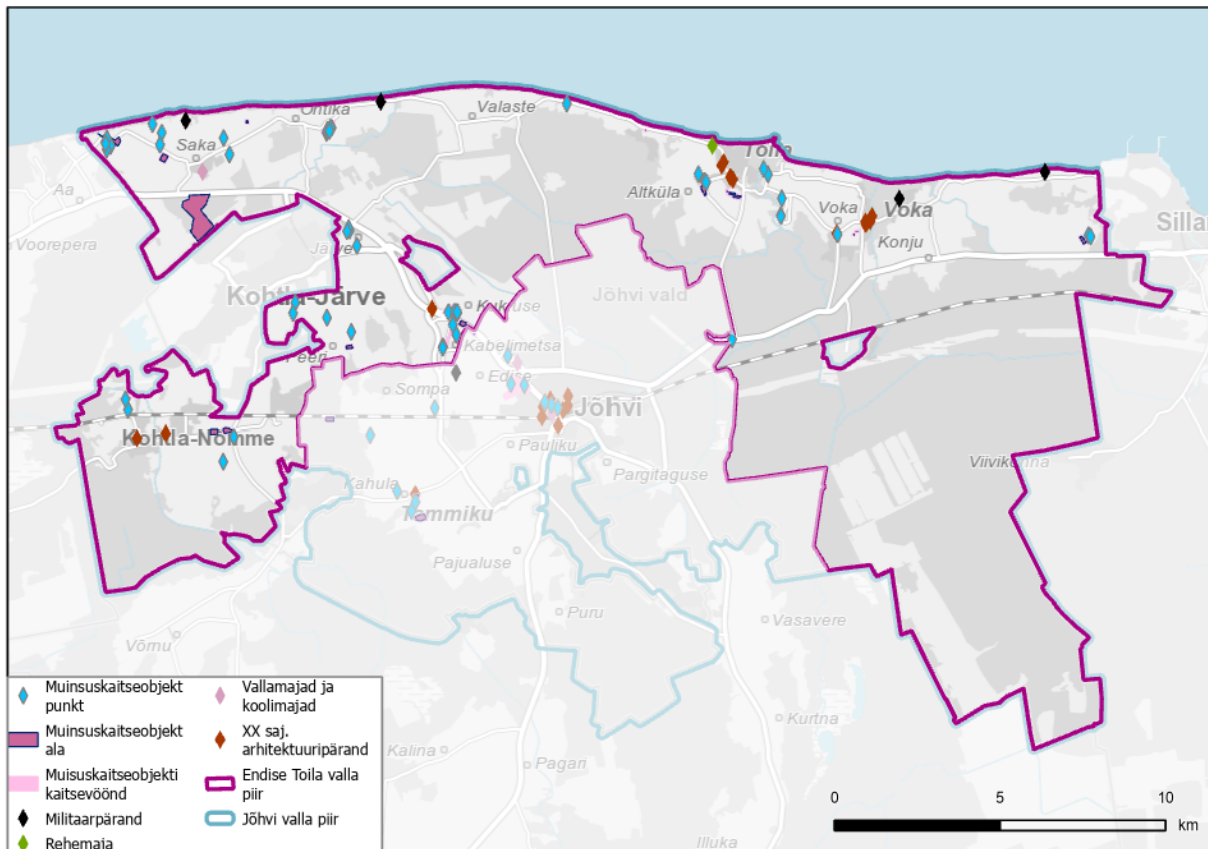 Ontika
Valaste
Saka
Aa
Toila
Altküla
Voka
Voka
Konju
Sillar
Voorepera
Järve
Kohtla-Järve
Kukruse
Jõhvi vald
Peeri
Kabelimetsa
Sompa
Edise
Jõhvi
Kohtla-Nõmme
Pauliku
Pargitaguse
Viivikonna
Kahula
Tammiku
Pajualuse
Puru
Vasavere
Võrnu
Kurtna
Kalina
Pagari
Illuka
Muinsuskaitseobjekt
punkt
Muinsuskaitseobjekt
ala
Muisuskaitseobjekti
kaitsevöönd
Militaarpärand
Rehemaja
Vallamajad ja
koolimajad
XX saj.
arhitektuuripärand
Endise Toila valla
piir
Jõhvi valla piir
0 5 10
km